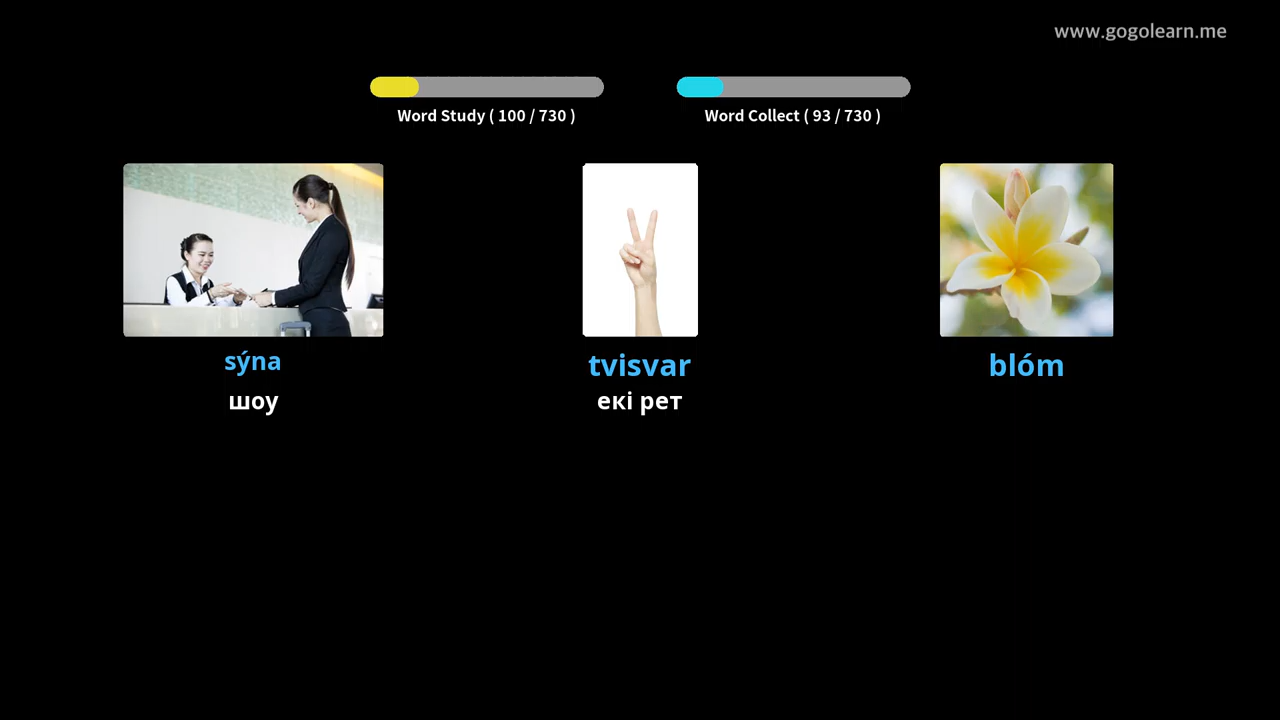 www.gogolearn.me
Word Study ( 100 / 730 )
Word Collect ( 93 / 730 )
sýna
шоу
tvisvar
екі рет
blóm